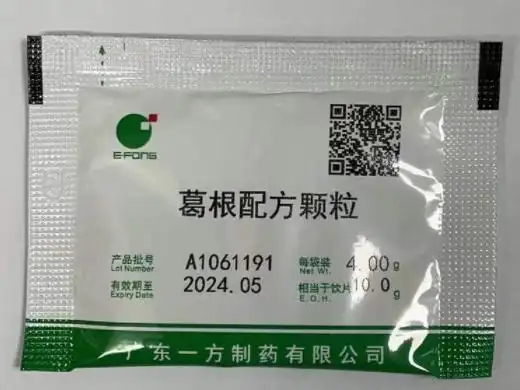 E-FONG
葛根配方颗粒
产品批号 A1061191 每袋装 4.00g
Lot Number Net Wt.
有效期至 2024.05 相当于饮片10.0g
Expiry Date E.O.H.
广东一方制药有限公司